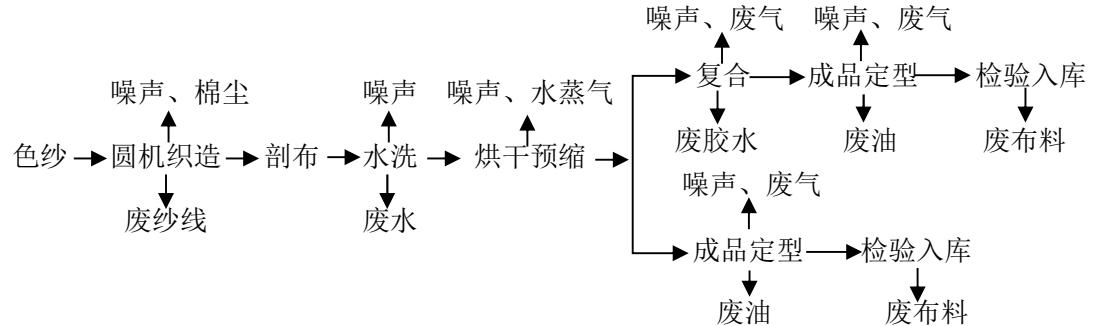 噪声、废气 噪声、废气
噪声、棉尘 噪声 噪声、水蒸气 复合 成品定型 检验入库
废胶水 废油 废布料
色纱 圆机织造 剖布 水洗 烘干预缩
噪声、废气
废纱线 废水
成品定型 检验入库
废油 废布料